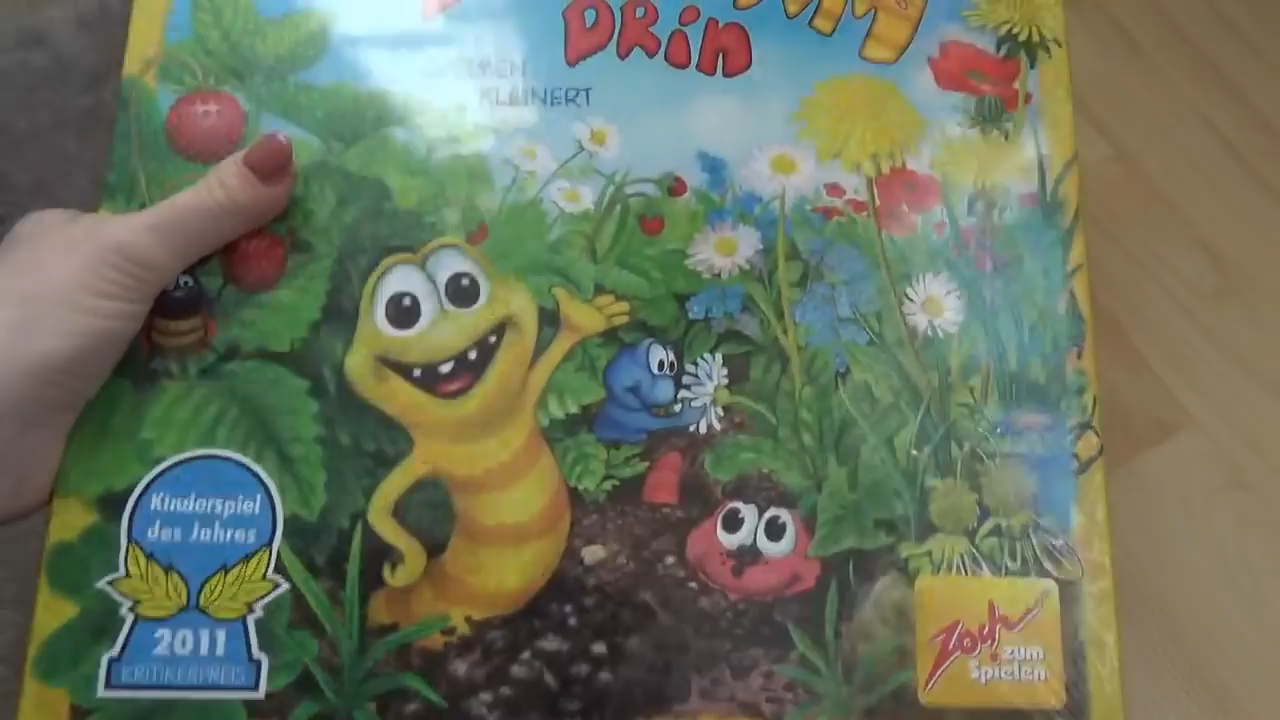 DRin
KLEINERT
Kinderspiel
des Jahres
2011
KRITIKERPREIS
Zoch
zum
Spielen